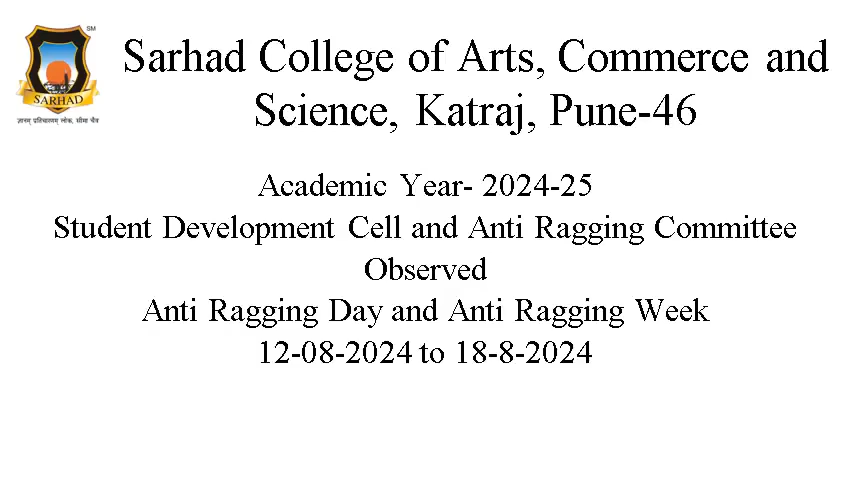 SM
SARHAD
Sarhad College of Arts, Commerce and
Science, Katraj, Pune-46
Academic Year- 2024-25
Student Development Cell and Anti Ragging Committee
Observed
Anti Ragging Day and Anti Ragging Week
12-08-2024 to 18-8-2024